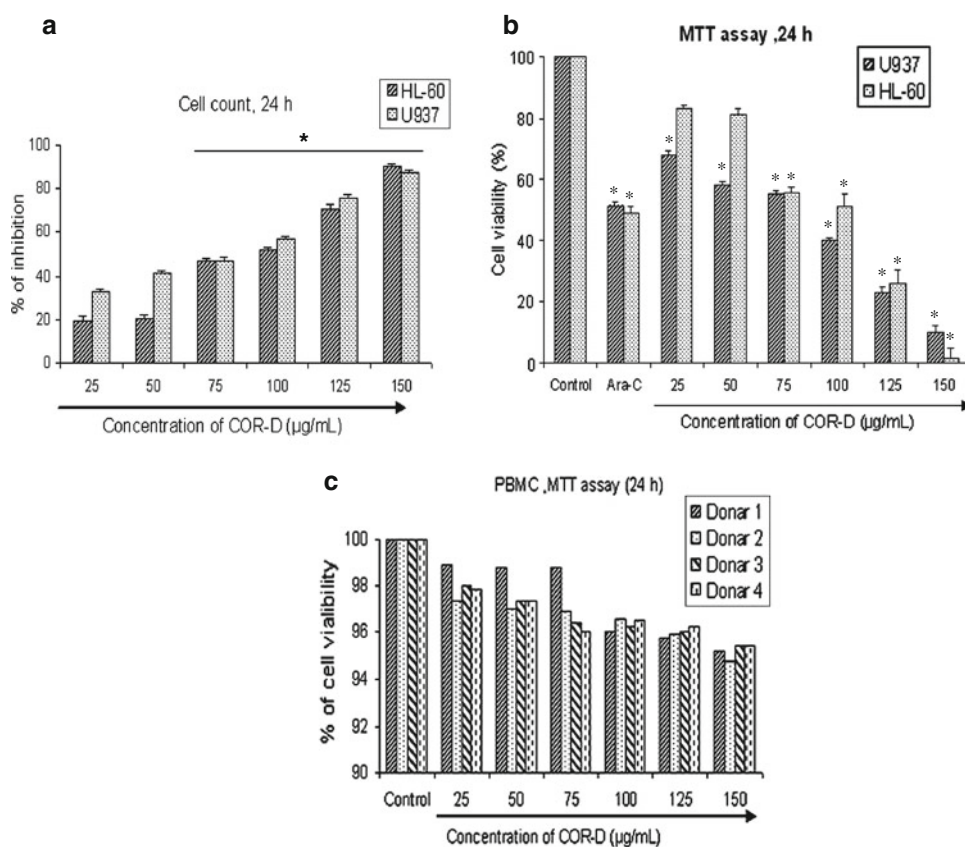 a
Cell count, 24 h
HL-60
U937
*
% of inhibition
100
80
60
40
20
0
25 50 75 100 125 150
Concentration of COR-D (µg/mL)
b
MTT assay ,24 h
U937
HL-60
Cell viability (%)
100
80
60
40
20
0
* * * * * * * * * * * *
Control Ara-C 25 50 75 100 125 150
Concentration of COR-D (µg/mL)
c
PBMC ,MTT assay (24 h)
Donar 1
Donar 2
Donar 3
Donar 4
% of cell vialibility
100
98
96
94
92
90
Control 25 50 75 100 125 150
Concentration of COR-D (µg/mL)